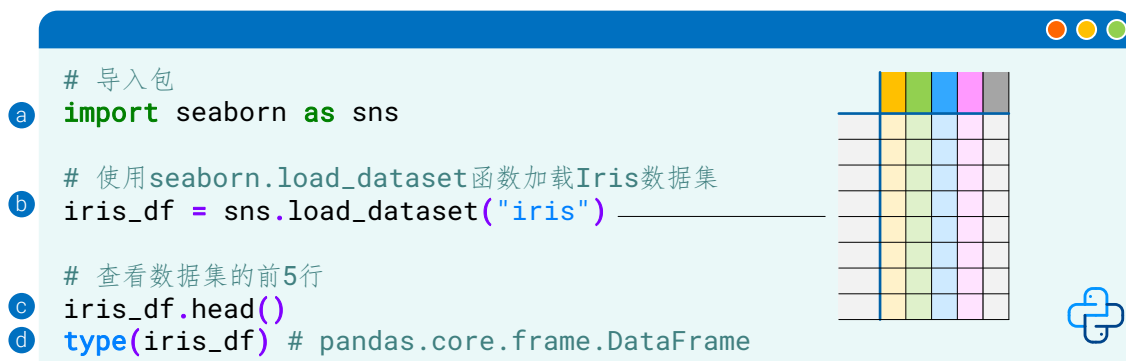 # 导入包
a import seaborn as sns
# 使用seaborn.load_dataset函数加载Iris数据集
b iris_df = sns.load_dataset("iris")
# 查看数据集的前5行
c iris_df.head()
d type(iris_df) # pandas.core.frame.DataFrame